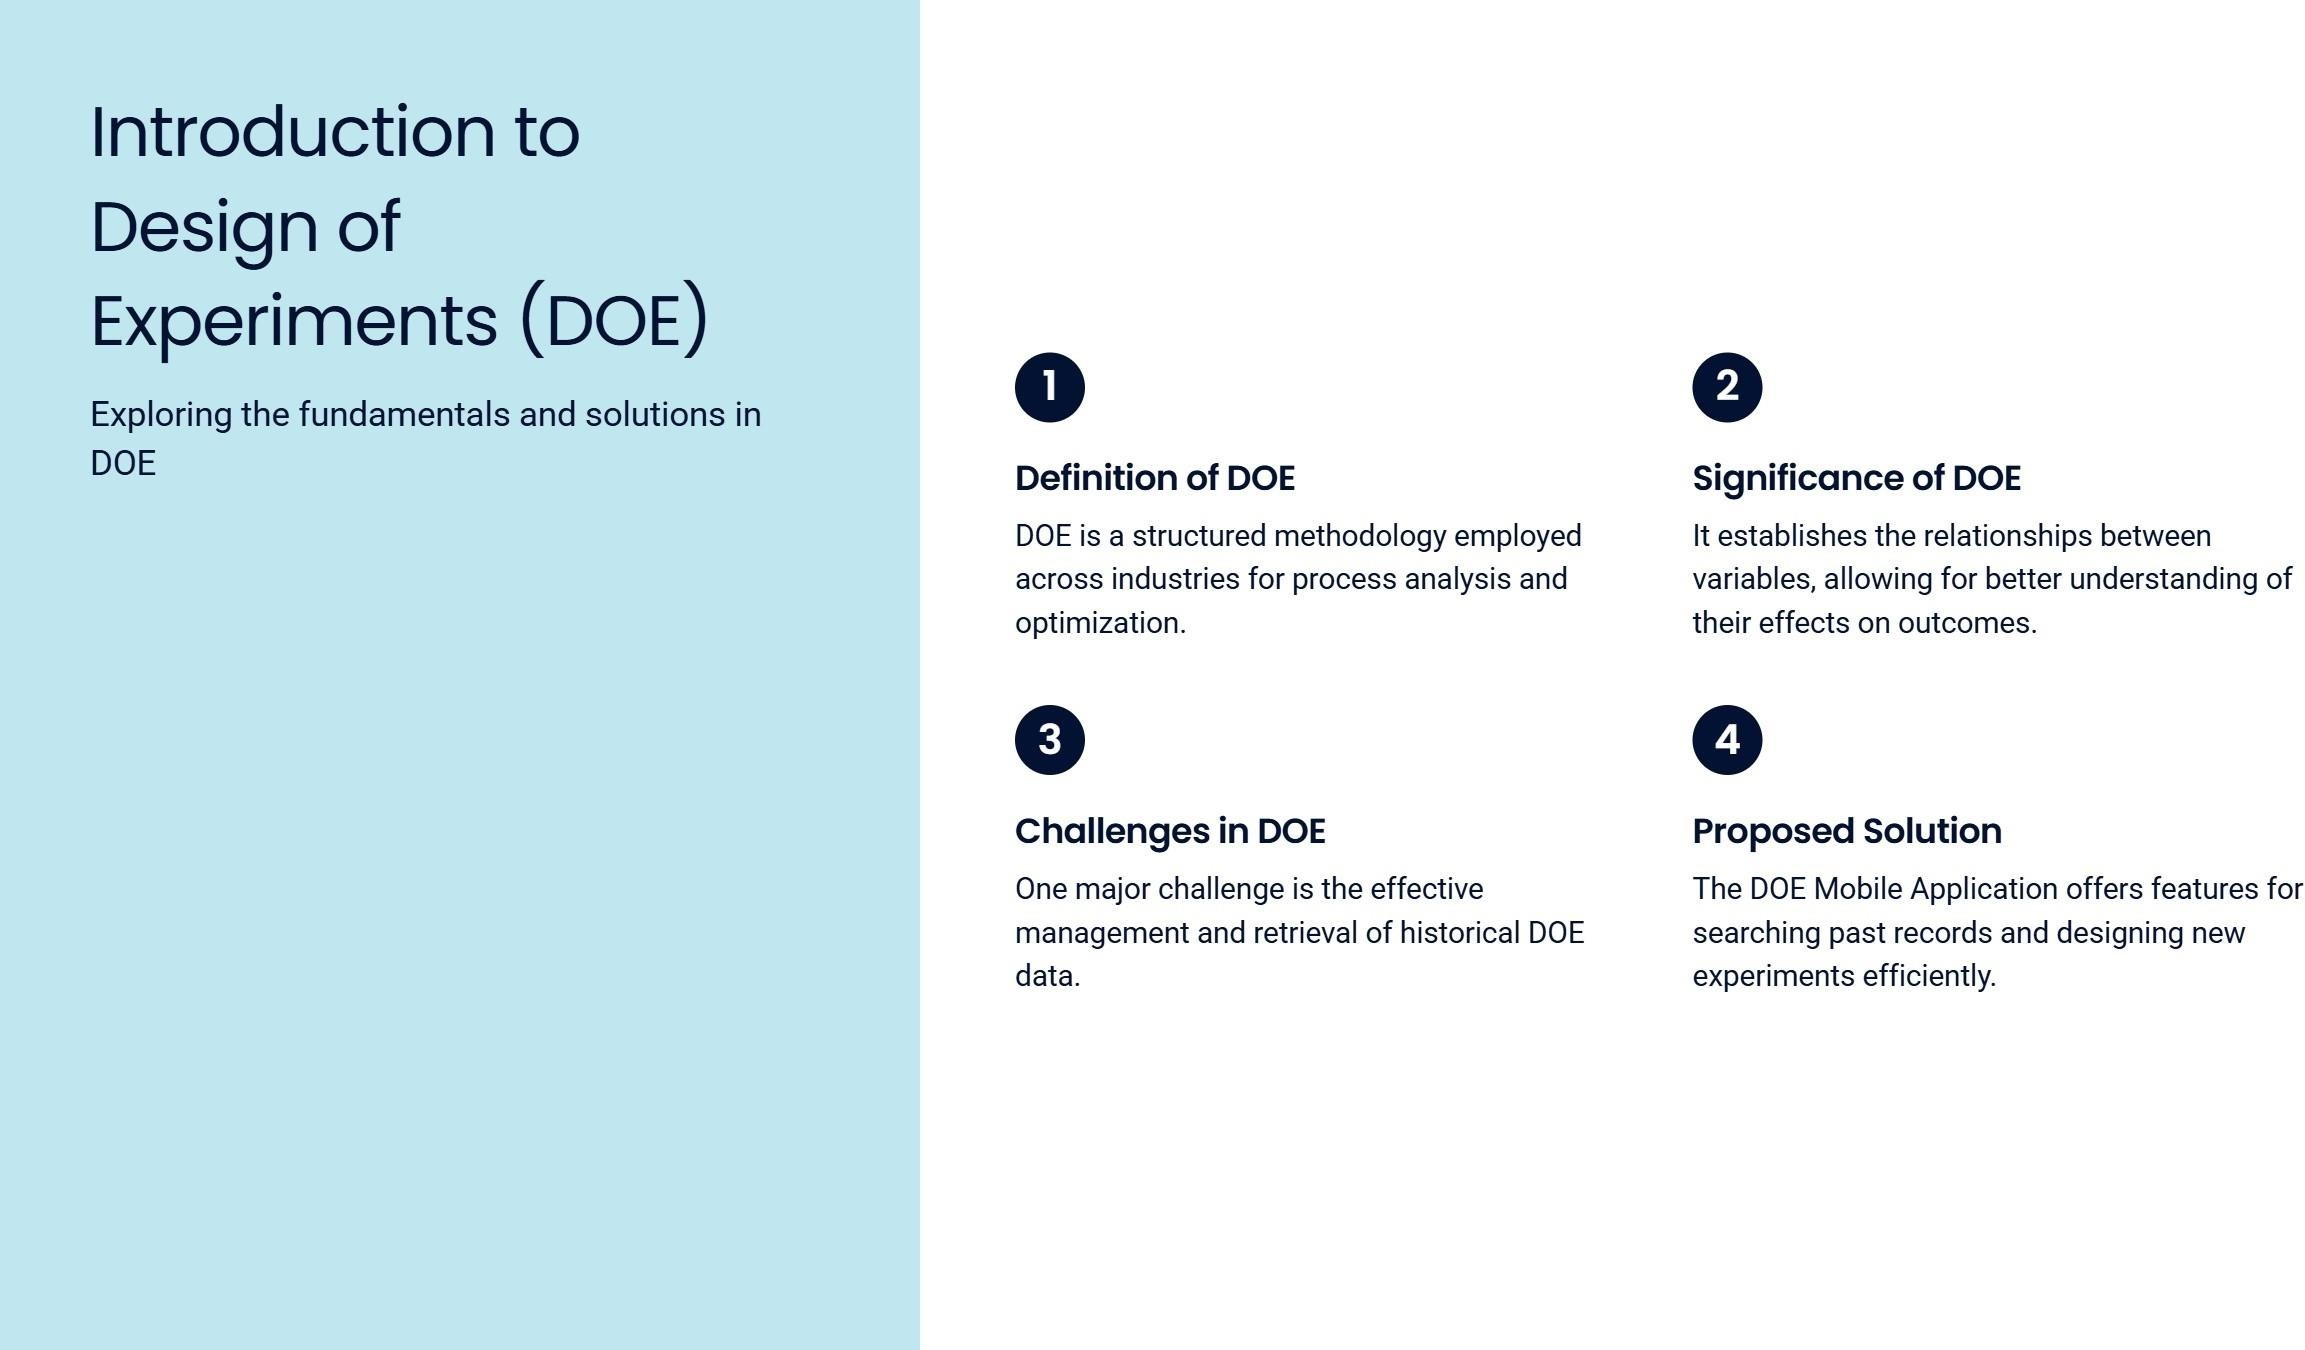 Introduction to
Design of
Experiments (DOE)
Exploring the fundamentals and solutions in
DOE
1
Definition of DOE
DOE is a structured methodology employed
across industries for process analysis and
optimization.
2
Significance of DOE
It establishes the relationships between
variables, allowing for better understanding of
their effects on outcomes.
3
Challenges in DOE
One major challenge is the effective
management and retrieval of historical DOE
data.
4
Proposed Solution
The DOE Mobile Application offers features for
searching past records and designing new
experiments efficiently.